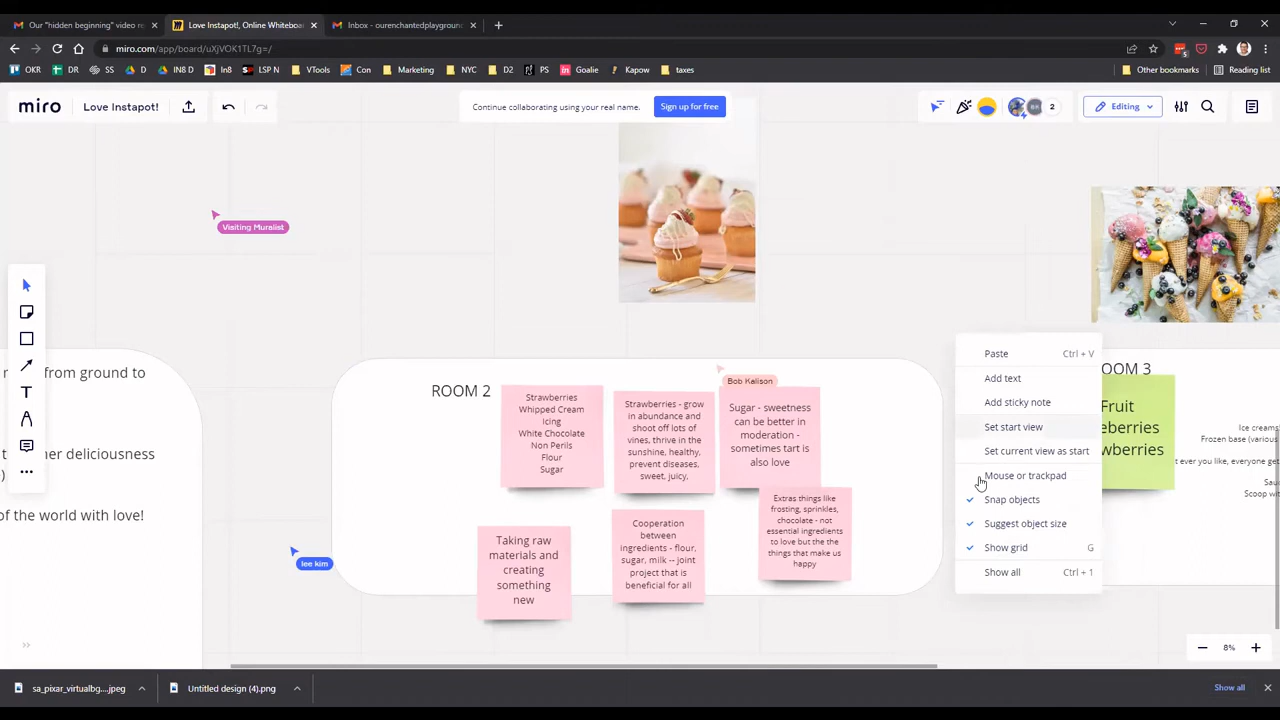 Our "hidden beginning" video re
Love Instapot!, Online Whiteboa
Inbox - ourenchantedplaygroun
miro.com/app/board/uXjVOK1TL7g=/
OKR
DR
SS
D
IN8 D
In8
LSP N
VTools
Con
Marketing
NYC
D2
PS
Goalie
Kapow
taxes
Other bookmarks
Reading list
miro
Love Instapot!
Continue collaborating using your real name.
Sign up for free
2
Editing
Visiting Muralist
from ground to
her deliciousness
)
of the world with love!
ROOM 2
Strawberries
Whipped Cream
Icing
White Chocolate
Non Perils
Flour
Sugar
Strawberries - grow
in abundance and
shoot off lots of
vines, thrive in the
sunshine, healthy,
prevent diseases,
sweet, juicy,
Bob Kalison
Sugar - sweetness
can be better in
moderation -
sometimes tart is
also love
Extras things like
frosting, sprinkles,
chocolate - not
essential ingredients
to love but the the
things that make us
happy
Taking raw
materials and
creating
something
new
Cooperation
between
ingredients - flour,
sugar, milk -- joint
project that is
beneficial for all
lee kim
Paste Ctrl + V
Add text
Add sticky note
Set start view
Set current view as start
Mouse or trackpad
Snap objects
Suggest object size
Show grid G
Show all Ctrl + 1
OOM 3
Fruit
eberries
wberries
Ice creams
Frozen base (various
t ever you like, everyone get
Sau
Scoop wit
8%
sa_pixar_virtualbg....jpeg
Untitled design (4).png
Show all